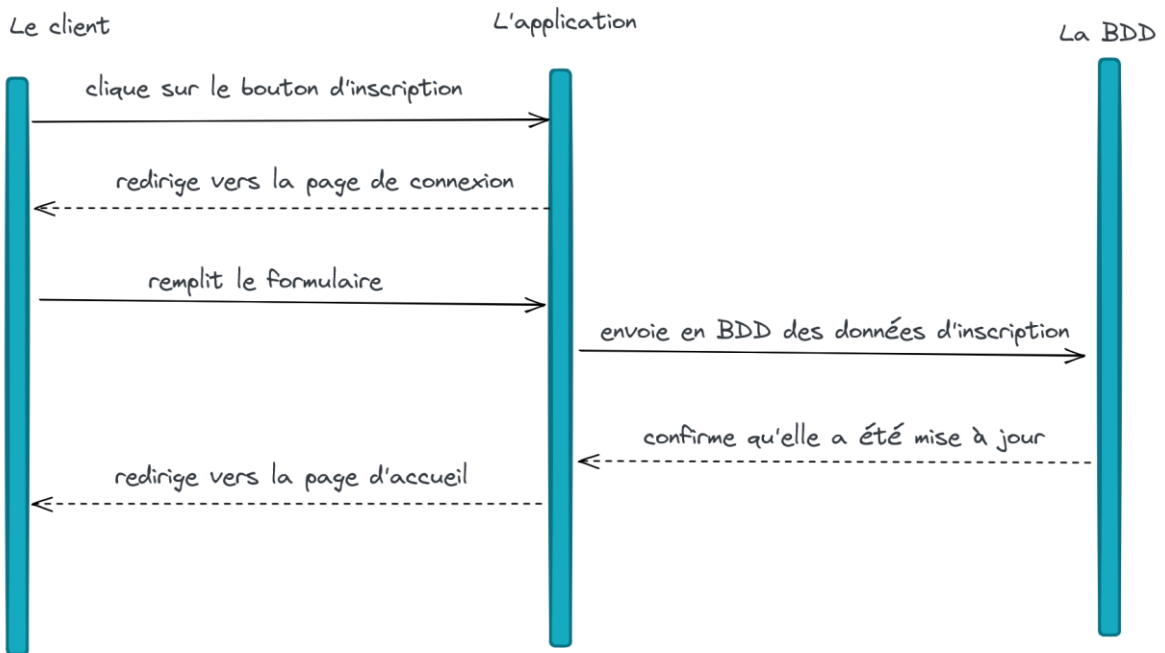 Le client
L'application
La BDD
clique sur le bouton d'inscription
redirige vers la page de connexion
remplit le formulaire
envoie en BDD des données d'inscription
confirme qu'elle a été mise à jour
redirige vers la page d'accueil